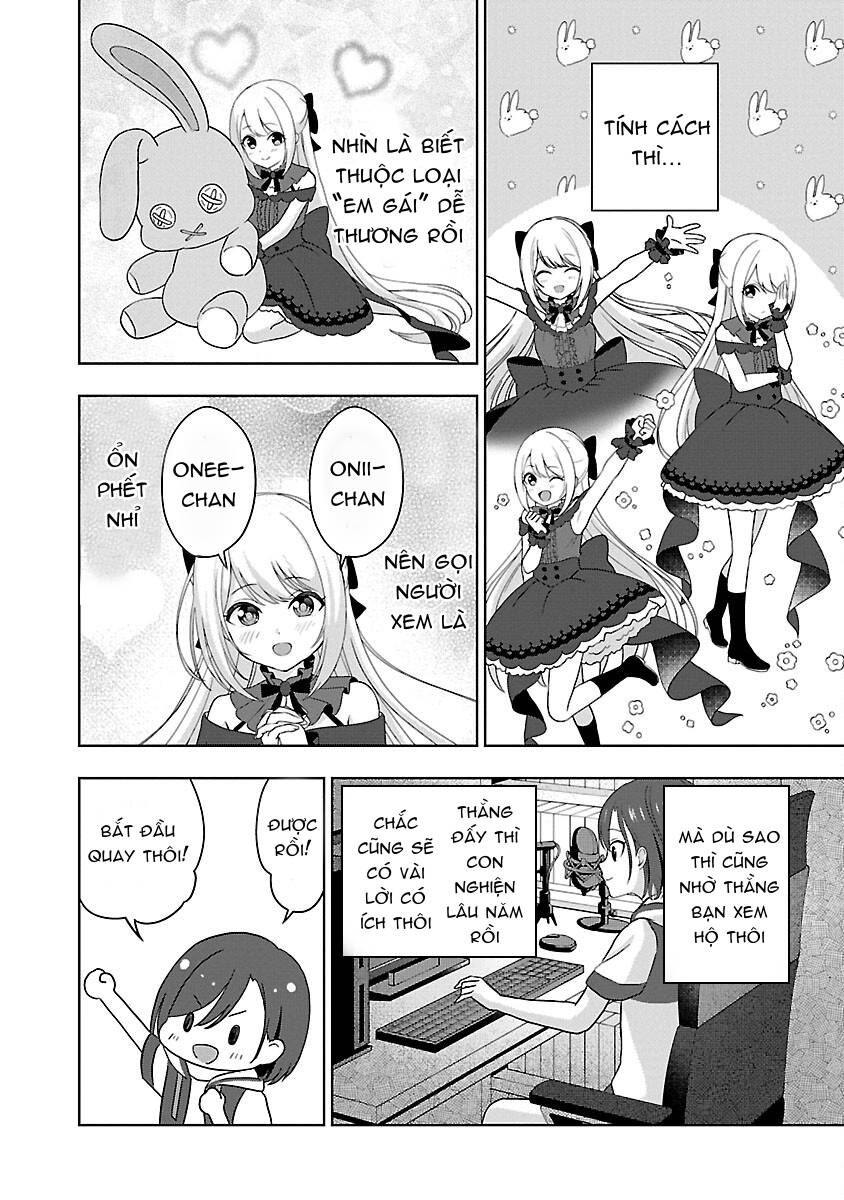 TÍNH CÁCH
THÌ...
NHÌN LÀ BIẾT
THUỘC LOẠI
"EM GÁI" DỄ
THƯƠNG RỒI
NÊN GỌI
NGƯỜI
XEM LÀ
ONII-
CHAN
ONEE-
CHAN
ỔN
PHẾT
NHỈ
MÀ DÙ SAO
THÌ CŨNG
NHỜ THẰNG
BẠN XEM
HỘ THÔI
THẰNG
ĐẤY THÌ
CON
NGHIỆN
LÂU NĂM
RỒI
CHẮC
CŨNG SẼ
CÓ VÀI
LỜI CÓ
ÍCH THÔI
ĐƯỢC
RỒI!
BẮT ĐẦU
QUAY THÔI!